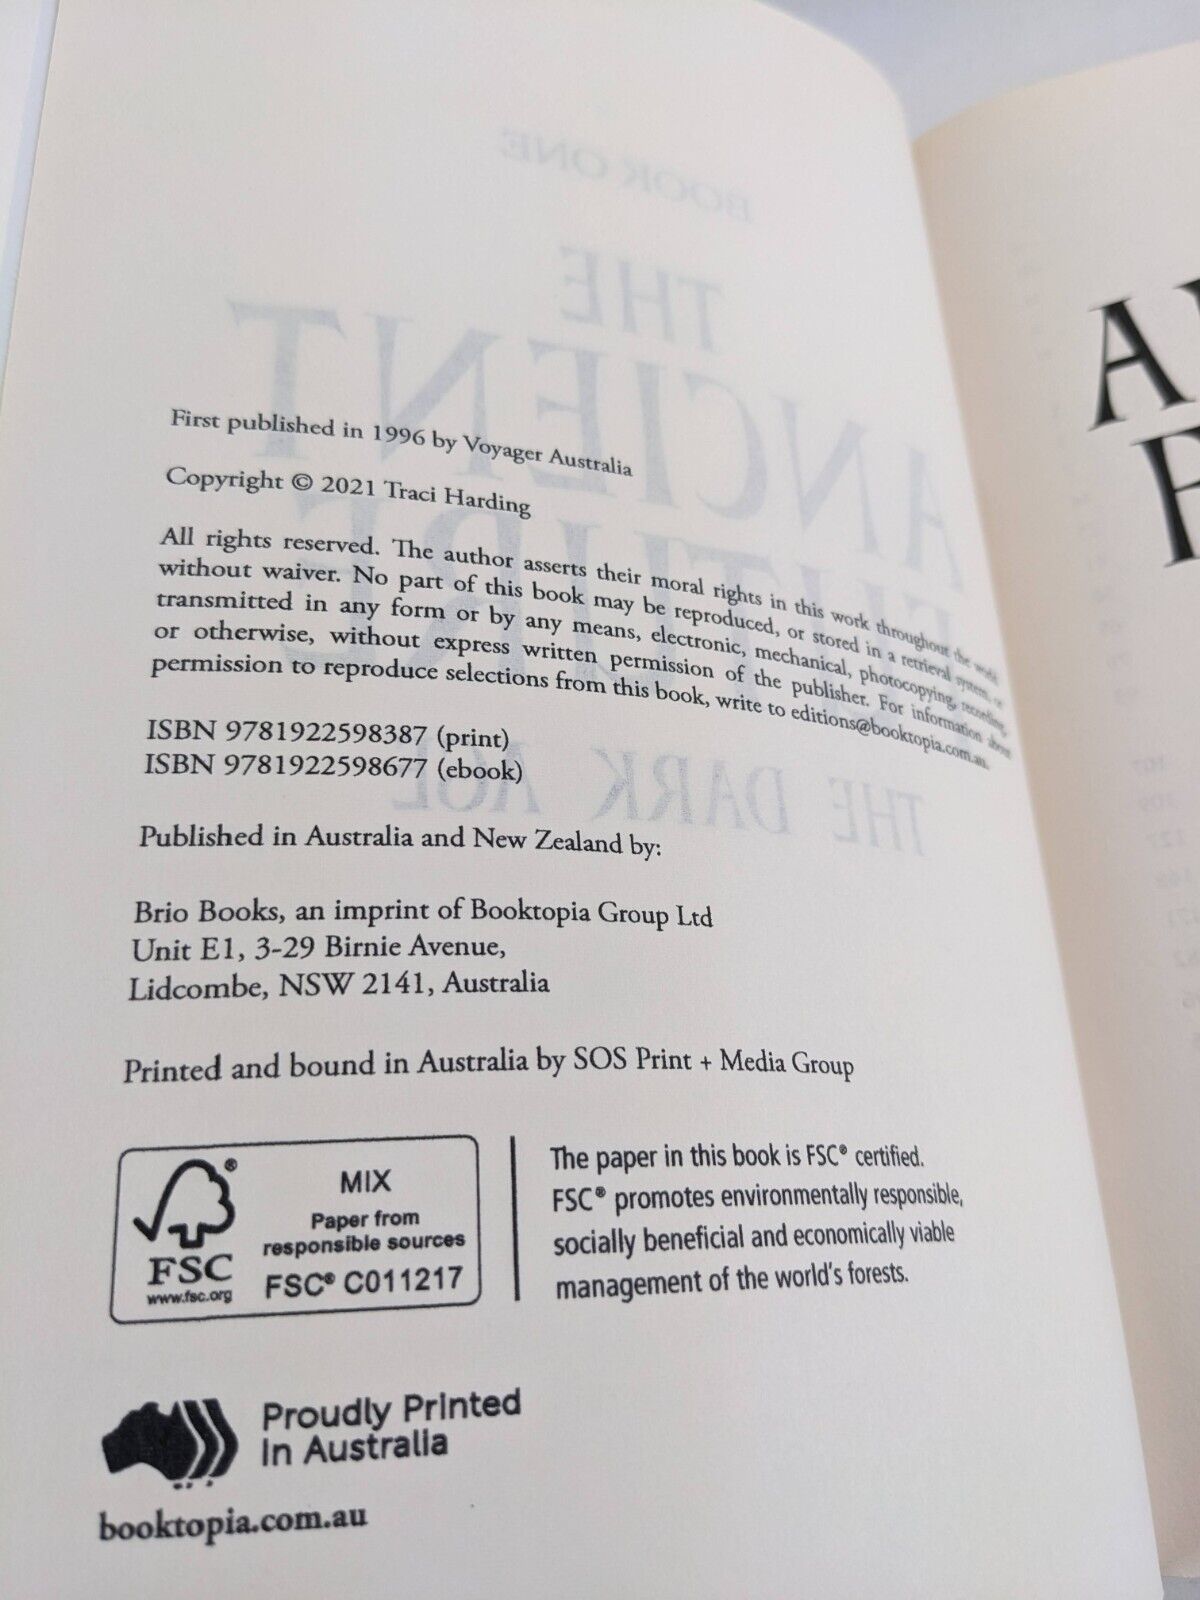 First published in 1996 by Voyager Australia
Copyright © 2021 Traci Harding
All rights reserved. The author asserts their moral rights in this work throughout the world
without waiver. No part of this book may be reproduced, or stored in a retrieval system, or
transmitted in any form or by any means, electronic, mechanical, photocopying, recording,
or otherwise, without express written permission of the publisher. For information about
permission to reproduce selections from this book, write to editions@booktopia.com.au.
ISBN 9781922598387 (print)
ISBN 9781922598677 (ebook)
Published in Australia and New Zealand by:
Brio Books, an imprint of Booktopia Group Ltd
Unit E1, 3-29 Birnie Avenue,
Lidcombe, NSW 2141, Australia
Printed and bound in Australia by SOS Print + Media Group
FSC®
www.fsc.org
MIX
Paper from
responsible sources
FSC® C011217
The paper in this book is FSC® certified.
FSC® promotes environmentally responsible,
socially beneficial and economically viable
management of the world's forests.
Proudly Printed
In Australia
booktopia.com.au
BOOK ONE
THE
ANCIENT
FUTURE
THE DARK AGE